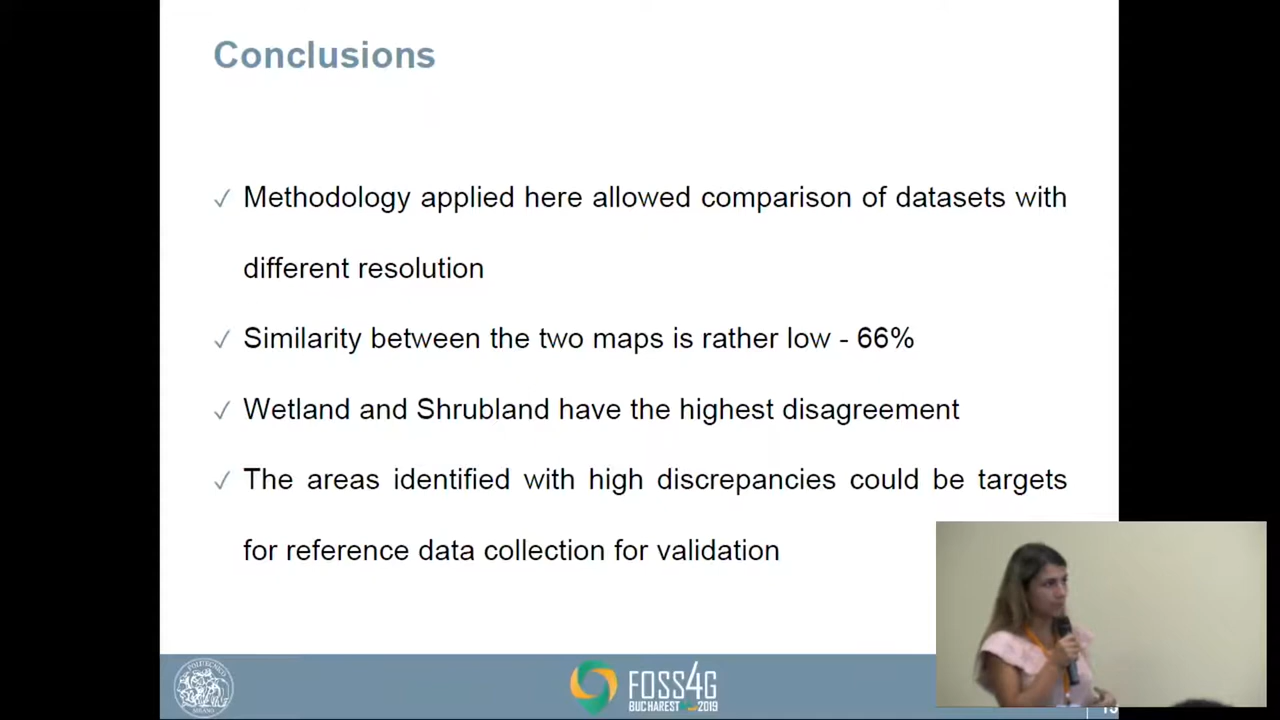 Conclusions
✓ Methodology applied here allowed comparison of datasets with
different resolution
✓ Similarity between the two maps is rather low - 66%
✓ Wetland and Shrubland have the highest disagreement
✓ The areas identified with high discrepancies could be targets
for reference data collection for validation
POLITECNICO
MILANO
FOSS4G
BUCHAREST 2019